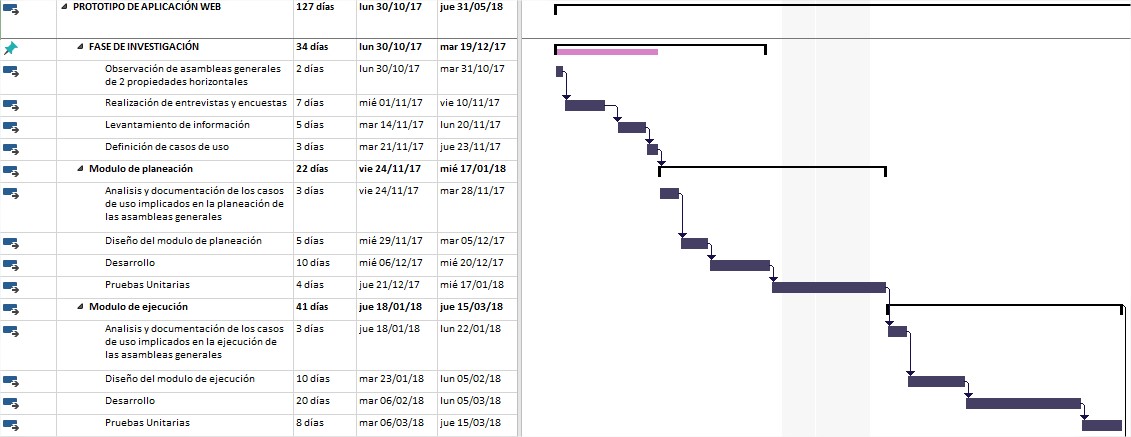 PROTOTIPO DE APLICACIÓN WEB 127 días lun 30/10/17 jue 31/05/18
FASE DE INVESTIGACIÓN 34 días lun 30/10/17 mar 19/12/17
Observación de asambleas generales 2 días lun 30/10/17 mar 31/10/17
de 2 propiedades horizontales
Realización de entrevistas y encuestas 7 días mié 01/11/17 vie 10/11/17
Levantamiento de información 5 días mar 14/11/17 lun 20/11/17
Definición de casos de uso 3 días mar 21/11/17 jue 23/11/17
Modulo de planeación 22 días vie 24/11/17 mié 17/01/18
Analisis y documentación de los casos 3 días vie 24/11/17 mar 28/11/17
de uso implicados en la planeación de
las asambleas generales
Diseño del modulo de planeación 5 días mié 29/11/17 mar 05/12/17
Desarrollo 10 días mié 06/12/17 mié 20/12/17
Pruebas Unitarias 4 días jue 21/12/17 mié 17/01/18
Modulo de ejecución 41 días jue 18/01/18 jue 15/03/18
Analisis y documentación de los casos 3 días jue 18/01/18 lun 22/01/18
de uso implicados en la ejecución de
las asambleas generales
Diseño del modulo de ejecución 10 días mar 23/01/18 lun 05/02/18
Desarrollo 20 días mar 06/02/18 lun 05/03/18
Pruebas Unitarias 8 días mar 06/03/18 jue 15/03/18